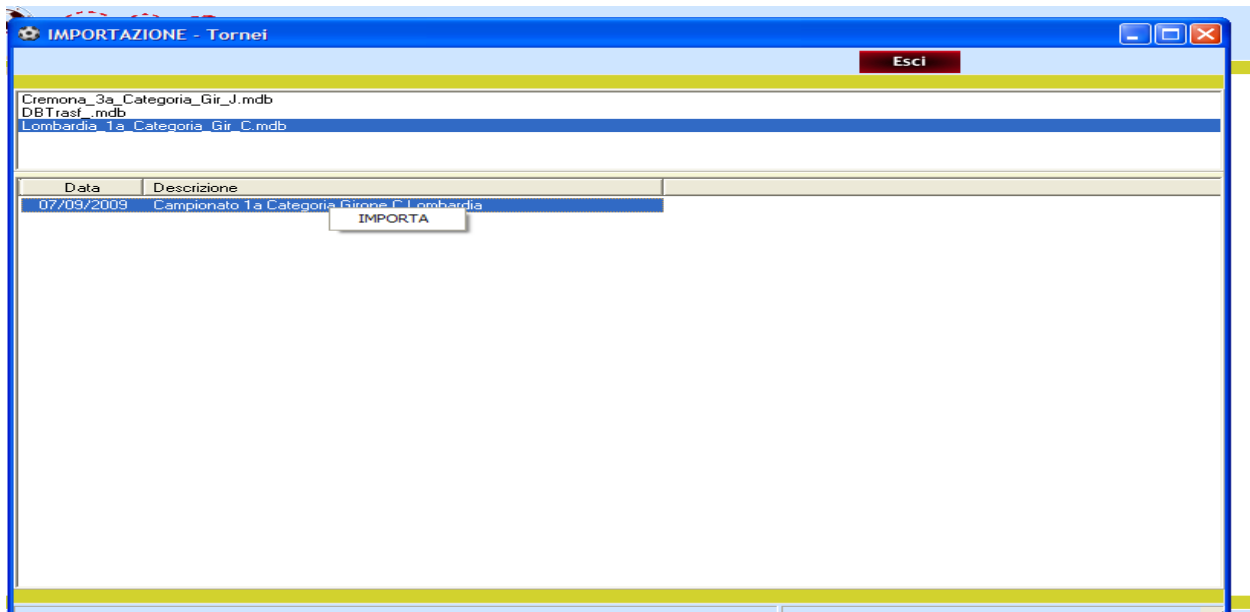 IMPORTAZIONE - Tornei
Esci
Cremona_3a_Categoria_Gir_J.mdb
DBTrasf_.mdb
Lombardia_1a_Categoria_Gir_C.mdb
Data Descrizione
07/09/2009 Campionato 1a Categoria Girone C Lombardia
IMPORTA